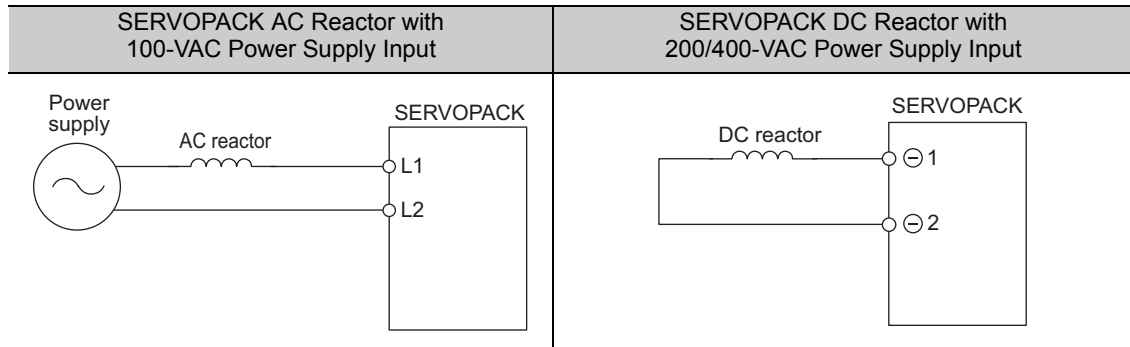 SERVOPACK AC Reactor with
100-VAC Power Supply Input
SERVOPACK DC Reactor with
200/400-VAC Power Supply Input
Power
supply
AC reactor
SERVOPACK
L1
L2
DC reactor
SERVOPACK
⊖ 1
⊖ 2